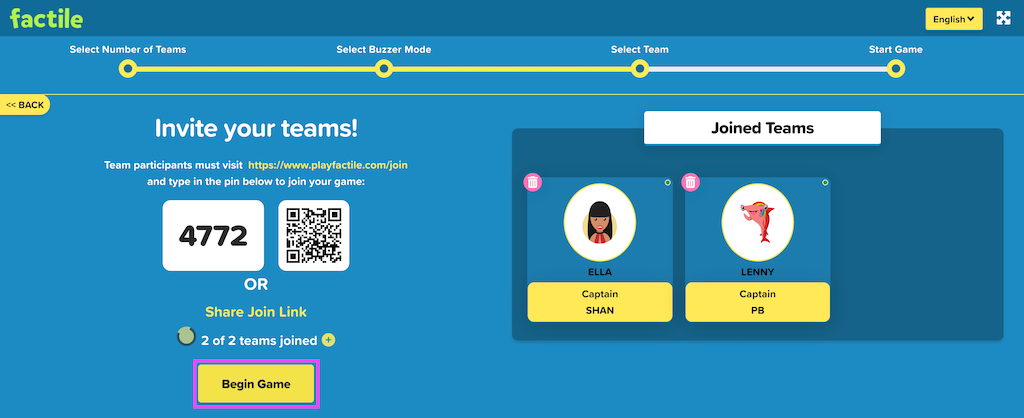 factile
English
Select Number of Teams
Select Buzzer Mode
Select Team
Start Game
<< BACK
Invite your teams!
Team participants must visit https://www.playfactile.com/join
and type in the pin below to join your game:
4772
OR
Share Join Link
2 of 2 teams joined +
Begin Game
Joined Teams
ELLA
Captain
SHAN
LENNY
Captain
PB